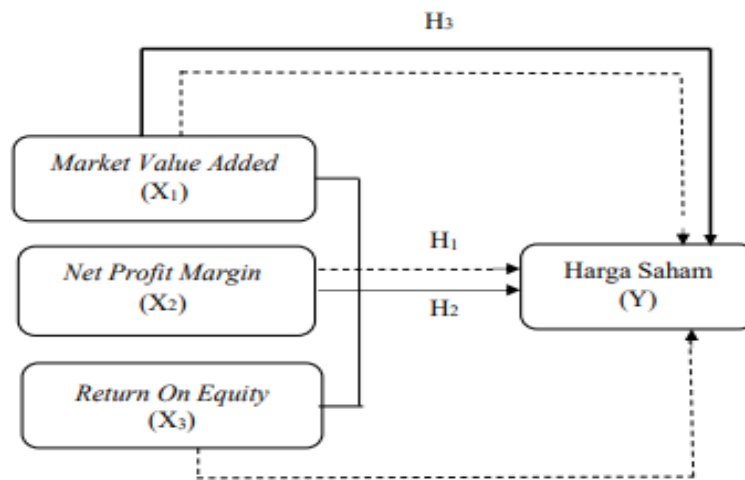 H₃
Market Value Added
(X₁)
H₁
Net Profit Margin
(X₂)
Harga Saham
(Y)
H₂
Return On Equity
(X₃)